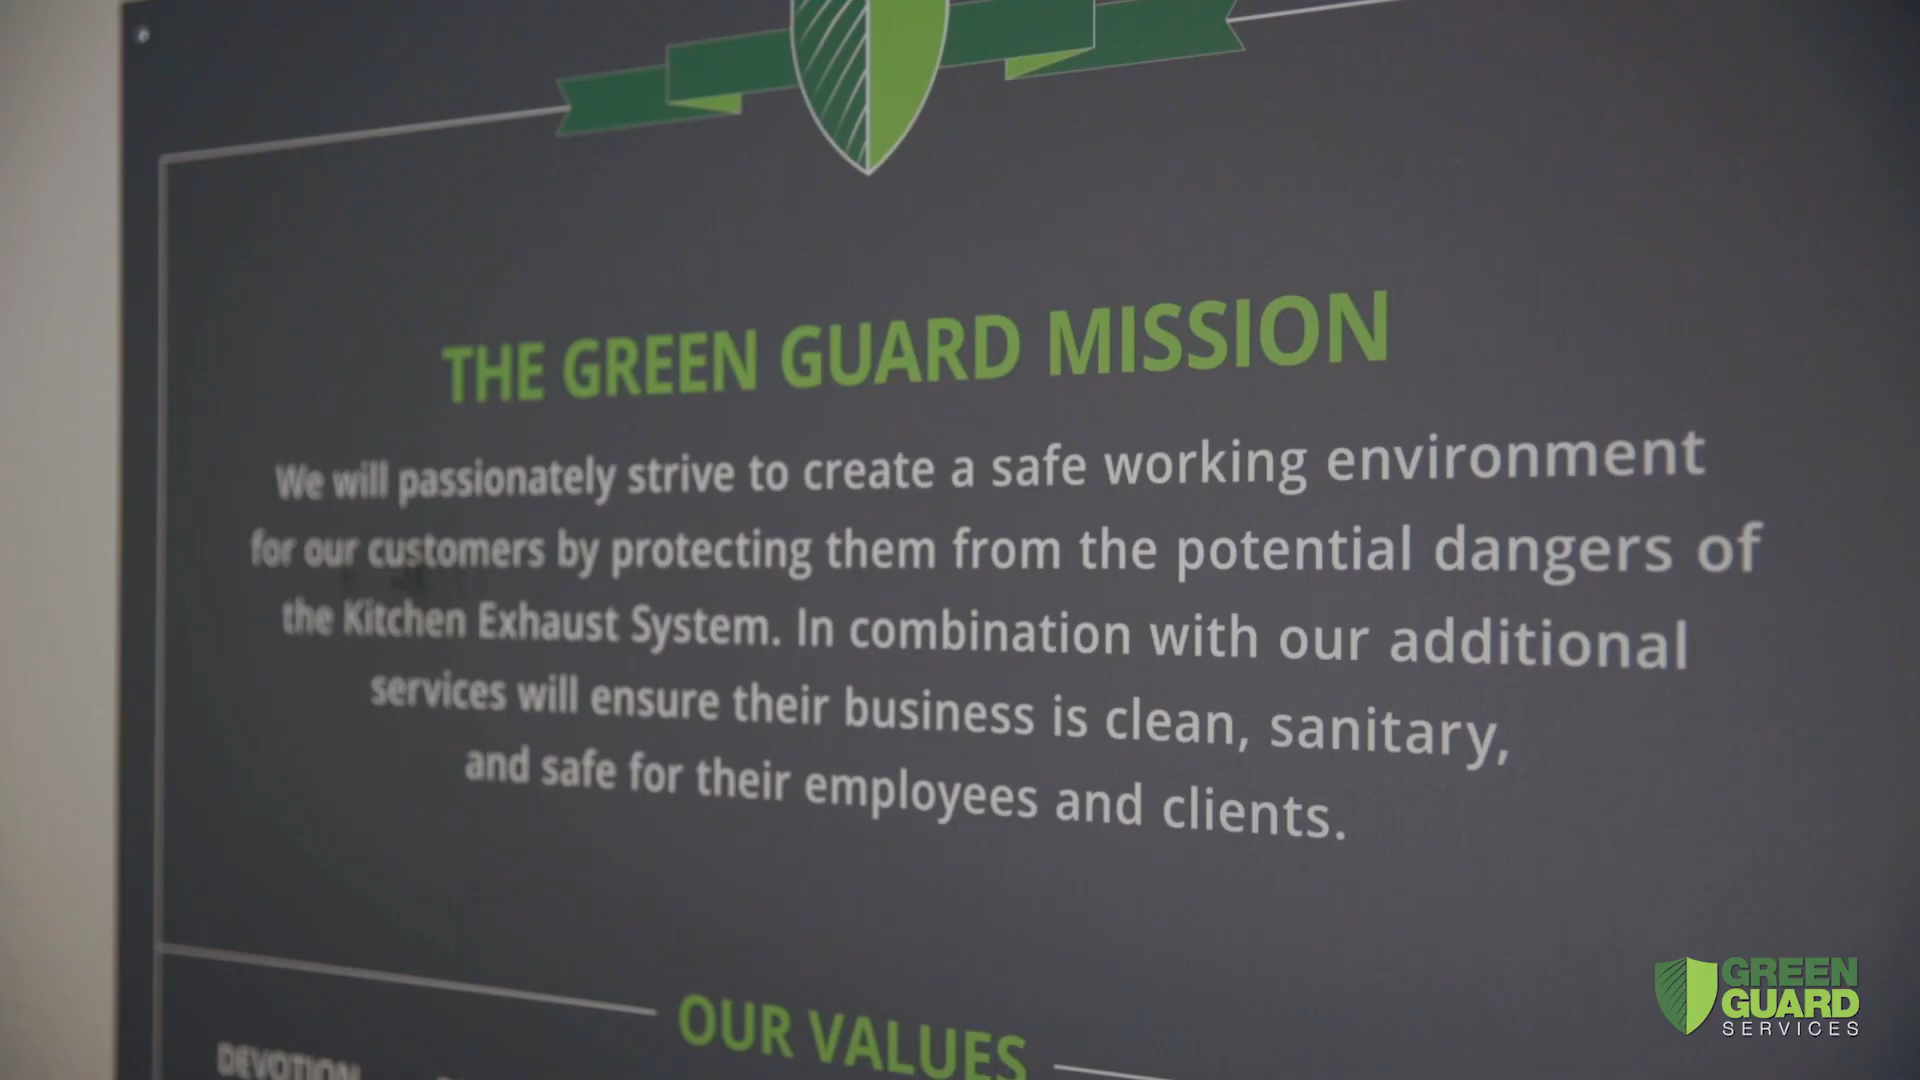 THE GREEN GUARD MISSION
We will passionately strive to create a safe working environment
for our customers by protecting them from the potential dangers of
the Kitchen Exhaust System. In combination with our additional
services will ensure their business is clean, sanitary,
and safe for their employees and clients.
OUR VALUES
DEVOTION
GREEN
GUARD
SERVICES